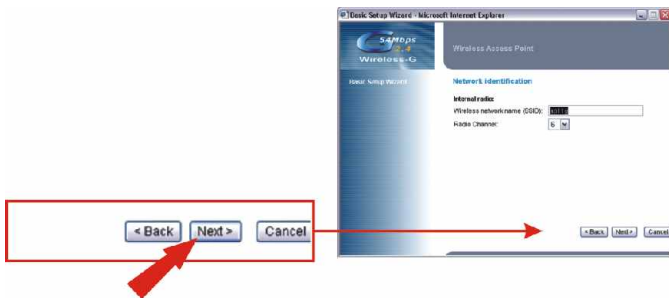 Basic Setup Wizard - Microsoft Internet Explorer
54Mbps
2.4
Wireless-G
Wireless Access Point
Basic Setup Wizard
Network Identification
Internal radio:
Wireless network name (SSID):
Radio Channel: 6
< Back Next > Cancel
< Back Next > Cancel